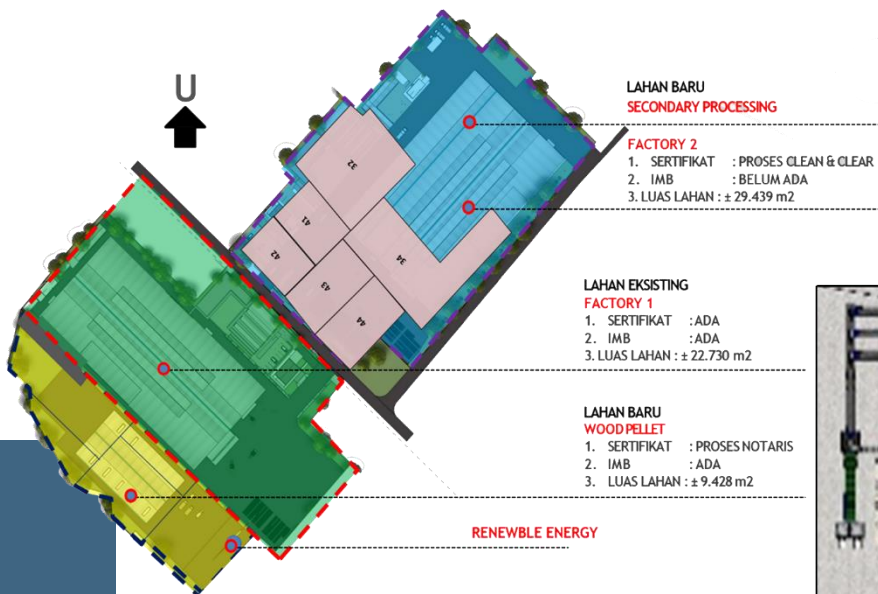 U
LAHAN BARU
SECONDARY PROCESSING
FACTORY 2
1. SERTIFIKAT : PROSES CLEAN & CLEAR
2. IMB : BELUM ADA
3. LUAS LAHAN : ± 29.439 m2
32
41
42
34
43
44
LAHAN EKSISTING
FACTORY 1
1. SERTIFIKAT : ADA
2. IMB : ADA
3. LUAS LAHAN : ± 22.730 m2
LAHAN BARU
WOOD PELLET
1. SERTIFIKAT : PROSES NOTARIS
2. IMB : ADA
3. LUAS LAHAN : ± 9.428 m2
RENEWBLE ENERGY